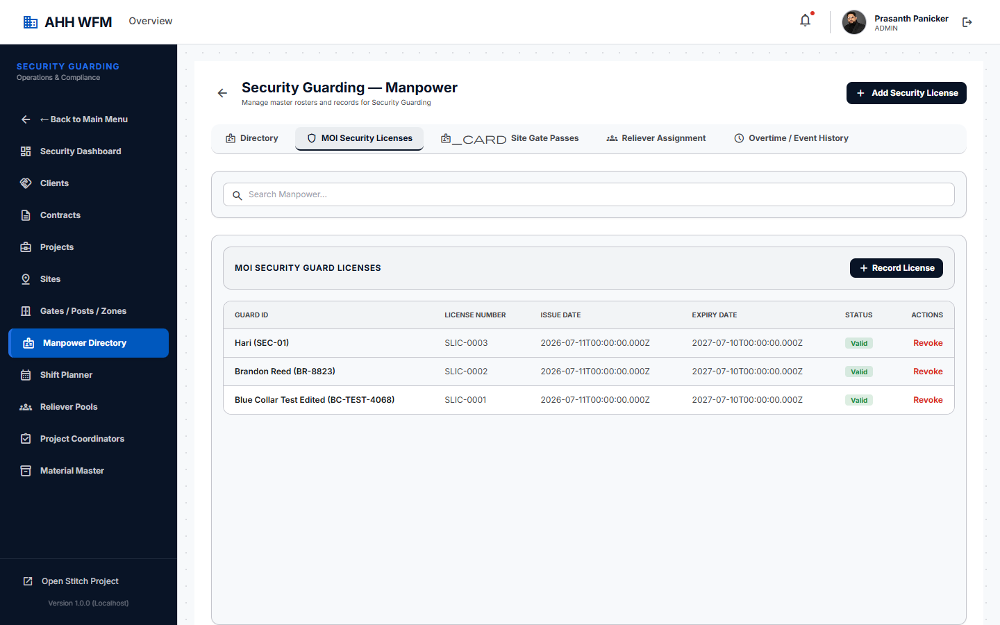 AHH WFM
Overview
Prasanth Panicker
ADMIN
SECURITY GUARDING
Operations & Compliance
← Back to Main Menu
Security Dashboard
Clients
Contracts
Projects
Sites
Gates / Posts / Zones
Manpower Directory
Shift Planner
Reliever Pools
Project Coordinators
Material Master
Open Stitch Project
Version 1.0.0 (Localhost)
Security Guarding — Manpower
Manage master rosters and records for Security Guarding
+ Add Security License
Directory
MOI Security Licenses
_CARD Site Gate Passes
Reliever Assignment
Overtime / Event History
Search Manpower...
MOI SECURITY GUARD LICENSES
+ Record License
GUARD ID LICENSE NUMBER ISSUE DATE EXPIRY DATE STATUS ACTIONS
Hari (SEC-01) SLIC-0003 2026-07-11T00:00:00.000Z 2027-07-10T00:00:00.000Z Valid Revoke
Brandon Reed (BR-8823) SLIC-0002 2026-07-11T00:00:00.000Z 2027-07-10T00:00:00.000Z Valid Revoke
Blue Collar Test Edited (BC-TEST-4068) SLIC-0001 2026-07-11T00:00:00.000Z 2027-07-10T00:00:00.000Z Valid Revoke